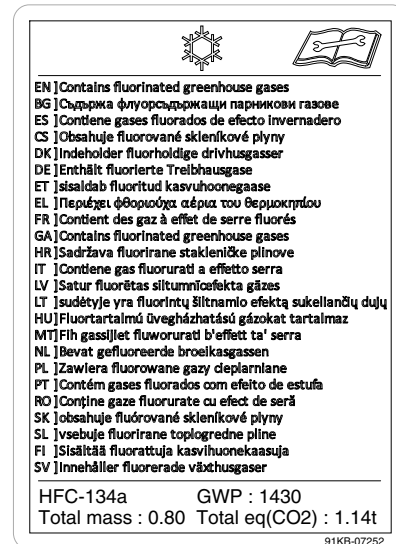 EN ]Contains fluorinated greenhouse gases
BG ]Съдържа флуорсъдържащи парникови газове
ES ]Contiene gases fluorados de efecto invernadero
CS ]Obsahuje fluorované skleníkové plyny
DK ]Indeholder fluorholdige drivhusgasser
DE ]Enthält fluorierte Treibhausgase
ET ]sisaldab fluoritud kasvuhoonegaase
EL ]Περιέχει φθοριούχα αέρια του θερμοκηπίου
FR ]Contient des gaz à effet de serre fluorés
GA]Contains fluorinated greenhouse gases
HR]Sadržava fluorirane stakleničke plinove
IT ]Contiene gas fluorurati a effetto serra
LV ]Satur fluorētas siltumnīcefekta gāzes
LT ]sudėtyje yra fluorintų šiltnamio efektą sukeliančių dujų
HU]Fluortartalmú üvegházhatású gázokat tartalmaz
MT]Fih gassijiet fluworurati b'effett ta' serra
NL ]Bevat gefluoreerde broeikasgassen
PL ]Zawiera fluorowane gazy cieplarniane
PT ]Contém gases fluorados com efeito de estufa
RO]Conține gaze fluorurate cu efect de seră
SK ]obsahuje fluórované skleníkové plyny
SL ]vsebuje fluorirane toplogredne pline
FI ]Sisältää fluorattuja kasvihuonekaasuja
SV ]Innehåller fluorerade växthusgaser
HFC-134a GWP : 1430
Total mass : 0.80 Total eq(CO2) : 1.14t
91KB-07252